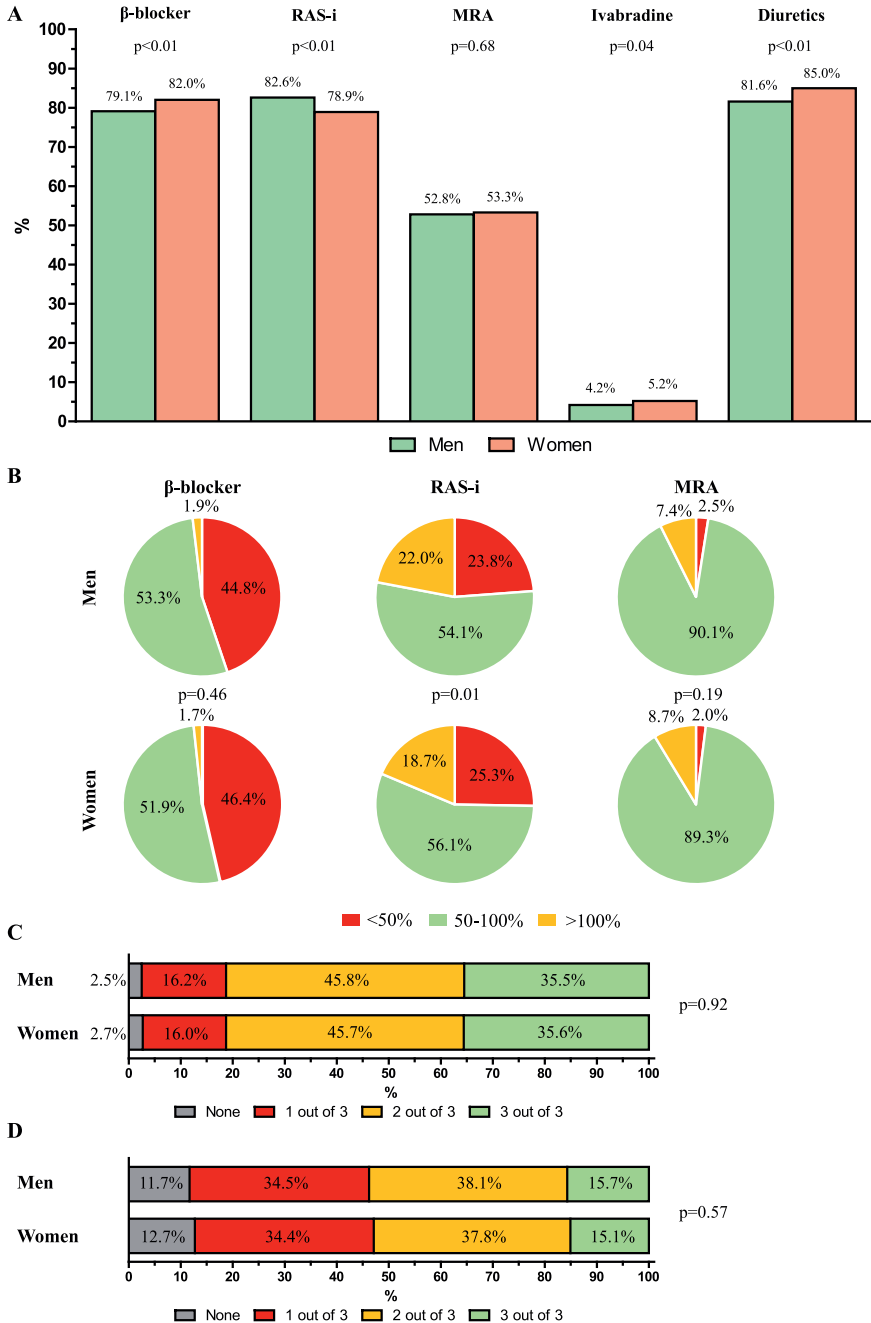 A
β-blocker RAS-i MRA Ivabradine Diuretics
p<0.01 p<0.01 p=0.68 p=0.04 p<0.01
79.1% 82.0% 82.6% 78.9% 52.8% 53.3% 4.2% 5.2% 81.6% 85.0%
100
90
80
70
60
50
40
30
20
10
0
%
Men Women
B
β-blocker RAS-i MRA
Men
1.9% 44.8% 53.3%
22.0% 23.8% 54.1%
7.4% 2.5% 90.1%
p=0.46 p=0.01 p=0.19
Women
1.7% 46.4% 51.9%
18.7% 25.3% 56.1%
8.7% 2.0% 89.3%
<50% 50-100% >100%
C
Men 2.5% 16.2% 45.8% 35.5%
p=0.92
Women 2.7% 16.0% 45.7% 35.6%
0 10 20 30 40 50 60 70 80 90 100
%
None 1 out of 3 2 out of 3 3 out of 3
D
Men 11.7% 34.5% 38.1% 15.7%
p=0.57
Women 12.7% 34.4% 37.8% 15.1%
0 10 20 30 40 50 60 70 80 90 100
%
None 1 out of 3 2 out of 3 3 out of 3